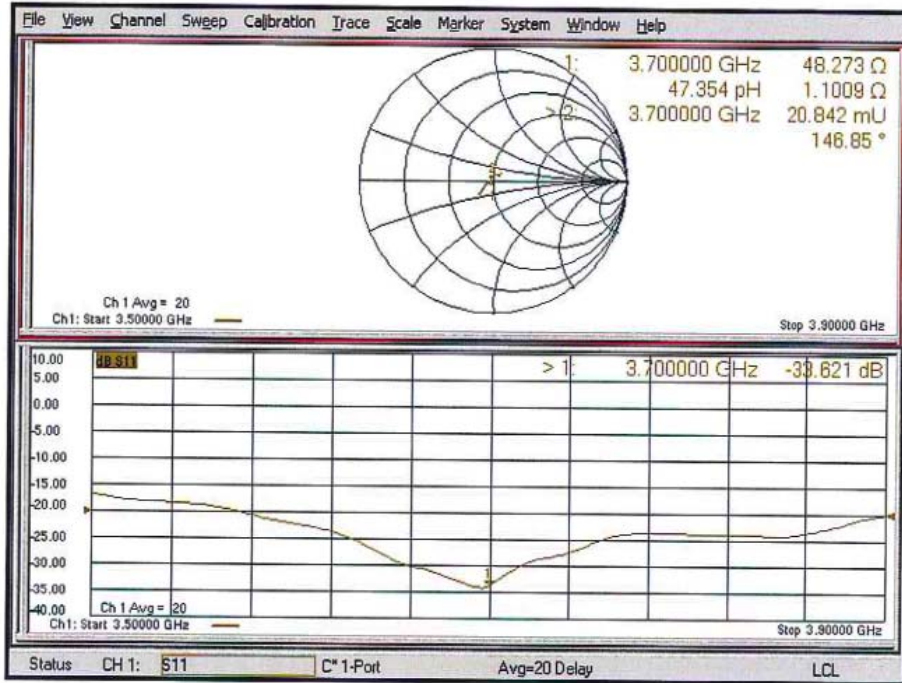 File View Channel Sweep Calibration Trace Scale Marker System Window Help
1: 3.700000 GHz 48.273 Ω
47.354 pH 1.1009 Ω
> 2: 3.700000 GHz 20.842 mU
146.85 °
Ch 1 Avg = 20
Ch1: Start 3.50000 GHz
Stop 3.90000 GHz
10.00
dB S11
> 1: 3.700000 GHz -33.621 dB
5.00
0.00
-5.00
-10.00
-15.00
-20.00
-25.00
-30.00
1
-35.00
-40.00
Ch 1 Avg = 20
Ch1: Start 3.50000 GHz
Stop 3.90000 GHz
Status CH 1: S11 C* 1-Port Avg=20 Delay LCL